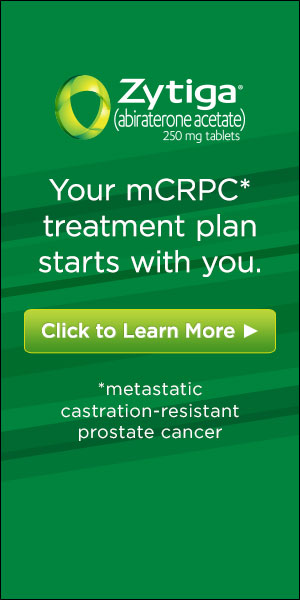 Zytiga®
(abiraterone acetate)
250 mg tablets
Your mCRPC*
treatment plan
starts with you.
Click to Learn More ►
*metastatic
castration-resistant
prostate cancer